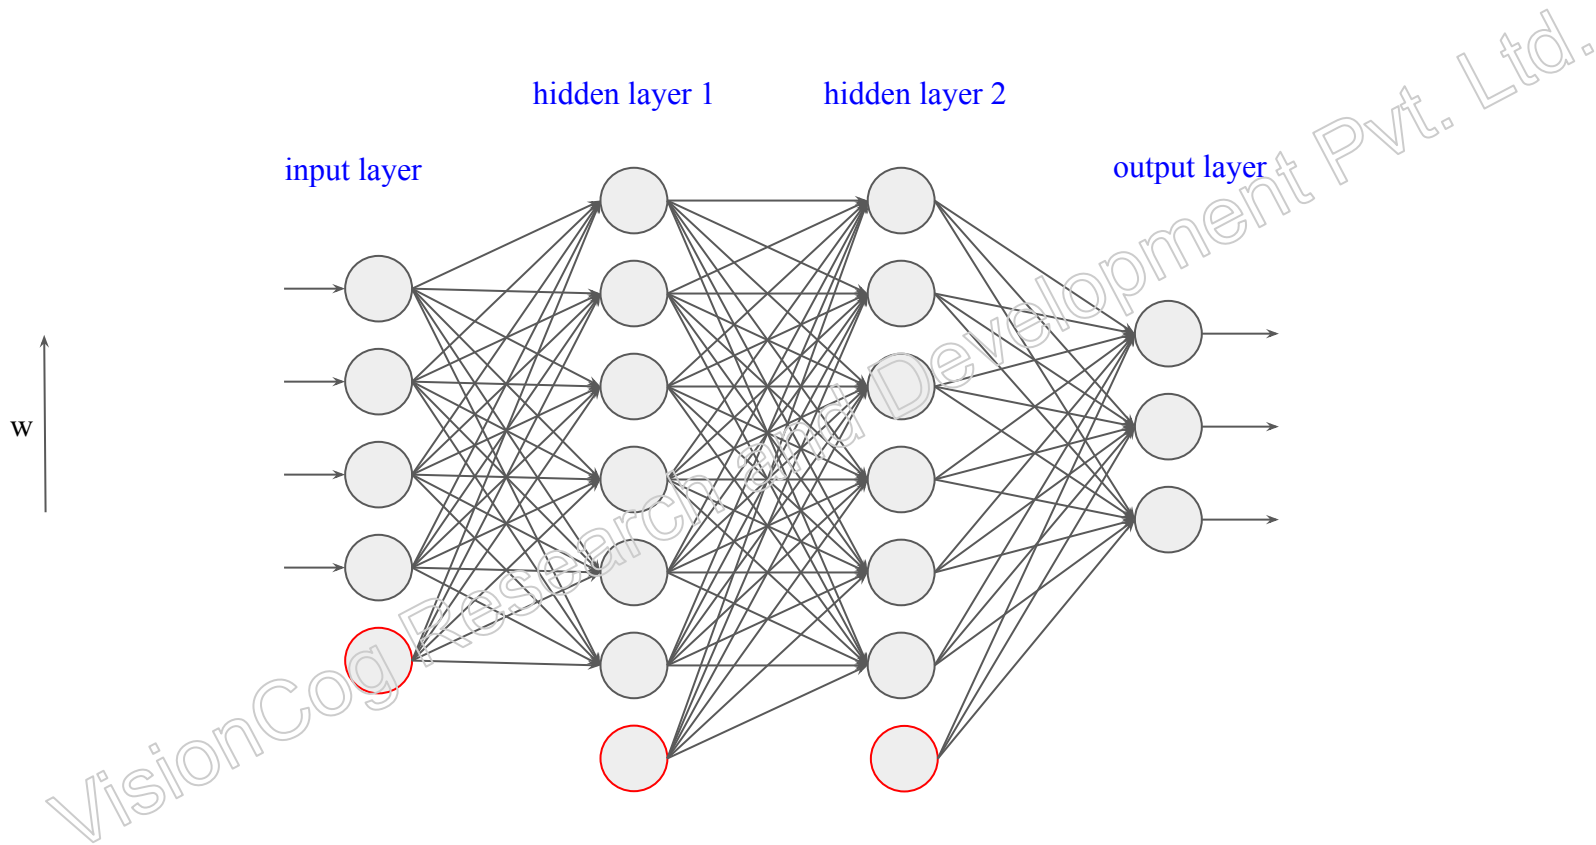 hidden layer 1
hidden layer 2
input layer
output layer
w
VisionCog Research and Development Pvt. Ltd.